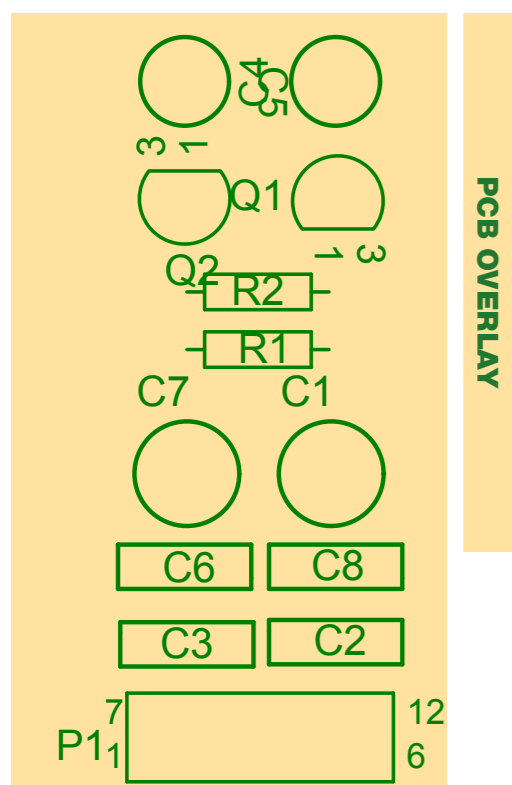 C4
C5
3 1
Q1
1 3
Q2
R2
R1
C7 C1
C6 C8
C3 C2
7 12
P1 1 6
PCB OVERLAY